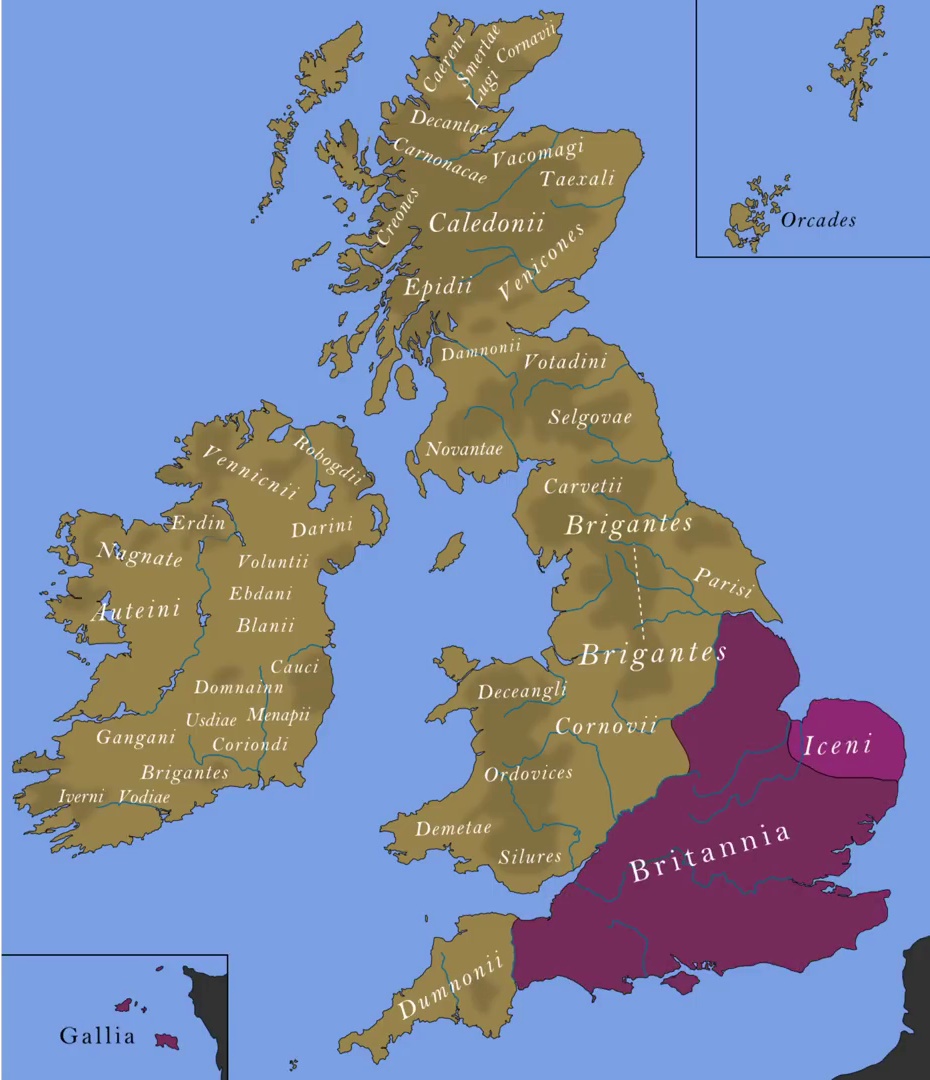 Caereni
Smertae
Cornavii
Lugi
Decantae
Carnonacae
Vacomagi
Taexali
Creones
Caledonii
Venicones
Epidii
Orcades
Damnonii
Votadini
Selgovae
Novantae
Carvetii
Brigantes
Parisi
Brigantes
Vennicnii
Robogdii
Erdin
Darini
Nagnate
Voluntii
Ebdani
Auteini
Blanii
Cauci
Domnainn
Usdiae
Menapii
Gangani
Coriondi
Brigantes
Iverni
Vodiae
Deceangli
Cornovii
Iceni
Ordovices
Demetae
Silures
Britannia
Dumnonii
Gallia